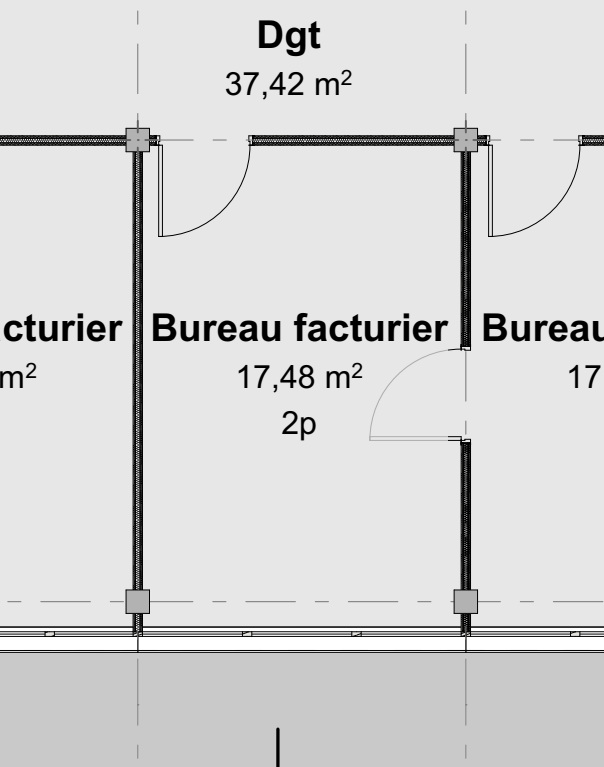 Dgt
37,42 m²
cturier
m²
Bureau facturier
17,48 m²
2p
Bureau
17